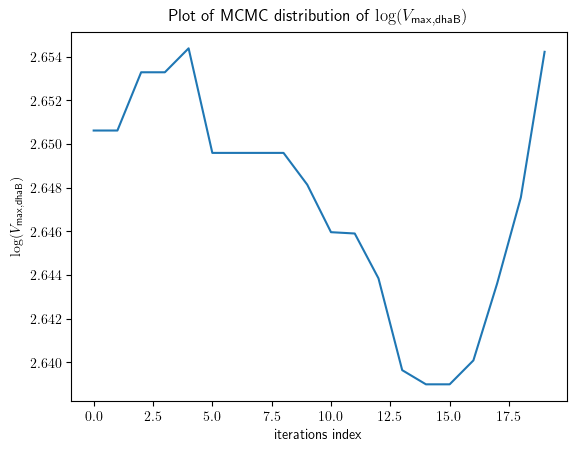 Plot of MCMC distribution of log(V_max,dhaB)
log(V_max,dhaB)
2.654
2.652
2.650
2.648
2.646
2.644
2.642
2.640
0.0 2.5 5.0 7.5 10.0 12.5 15.0 17.5
iterations index